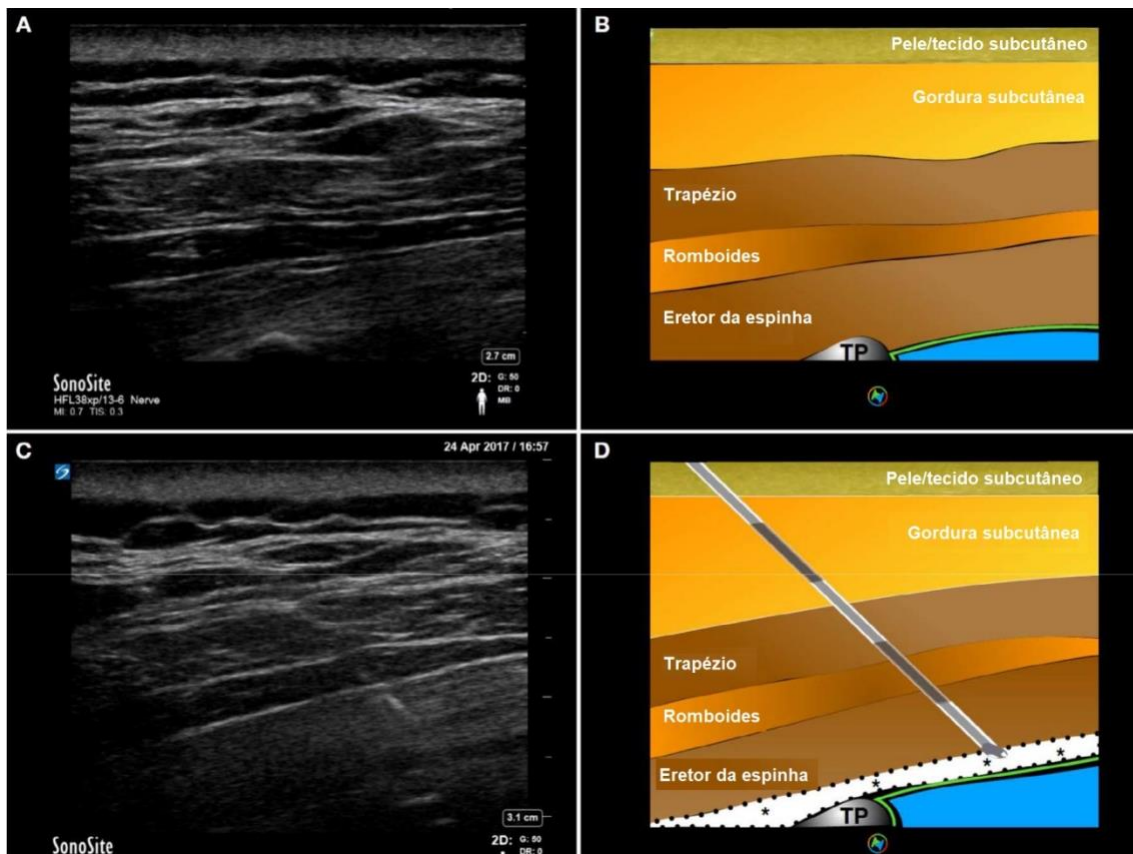 A
2.7 cm
SonoSite
HFL38xp/13-6 Nerve
MI: 0.7 TIS: 0.3
2D: G: 50
DR: 0
MB
B
Pele/tecido subcutâneo
Gordura subcutânea
Trapézio
Romboides
Eretor da espinha
TP
C
24 Apr 2017 / 16:57
3.1 cm
SonoSite
2D: G: 50
DR: 0
D
Pele/tecido subcutâneo
Gordura subcutânea
Trapézio
Romboides
Eretor da espinha
* * * *
TP